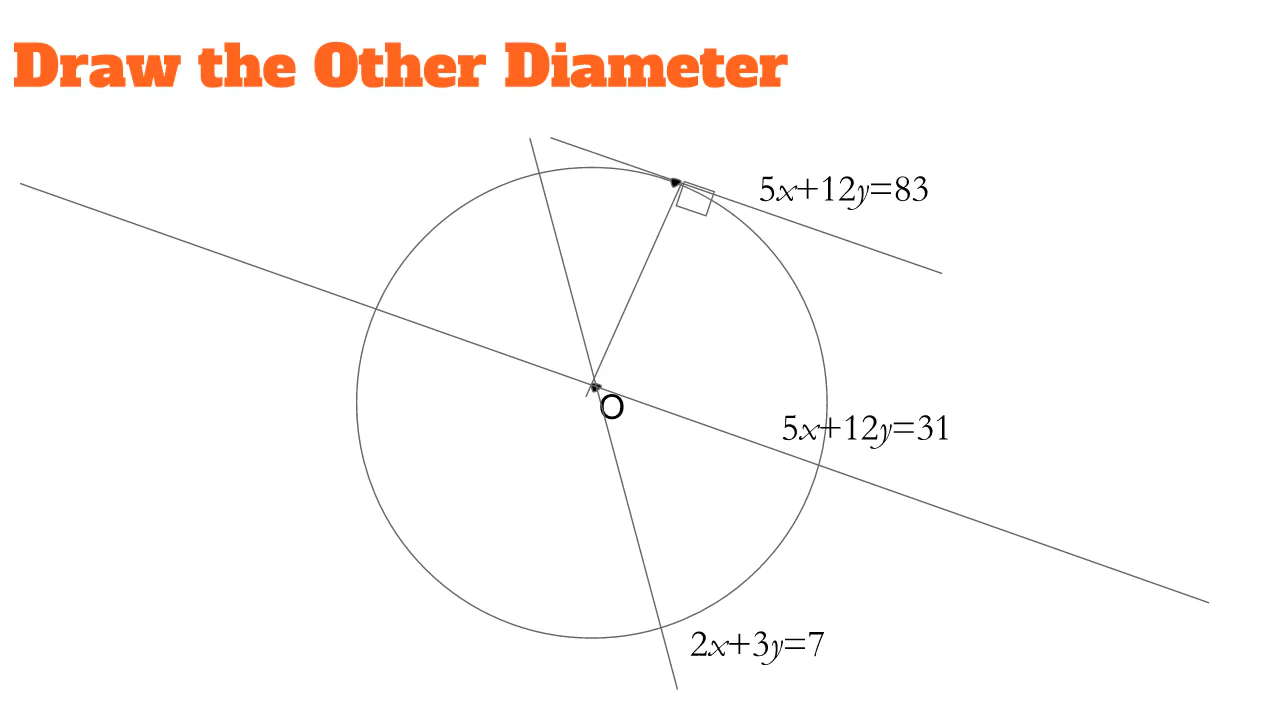 Draw the Other Diameter
5x+12y=83
O
5x+12y=31
2x+3y=7